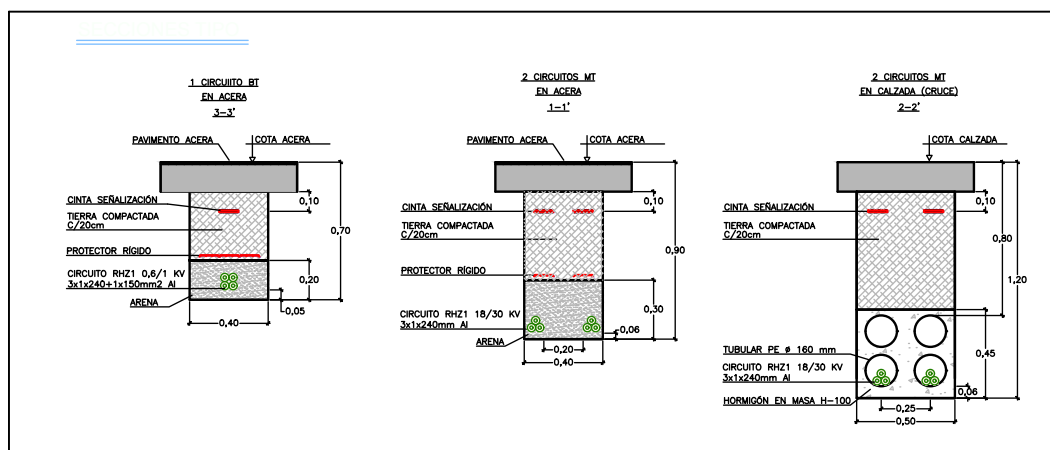 1 CIRCUIITO BT
EN ACERA
3-3'
PAVIMENTO ACERA
COTA ACERA
CINTA SEÑALIZACIÓN
TIERRA COMPACTADA
C/20cm
PROTECTOR RÍGIDO
CIRCUITO RHZ1 0,6/1 KV
3x1x240+1x150mm2 Al
ARENA
0,10
0,70
0,20
0,05
0,40
2 CIRCUITOS MT
EN ACERA
1-1'
PAVIMENTO ACERA
COTA ACERA
CINTA SEÑALIZACIÓN
TIERRA COMPACTADA
C/20cm
PROTECTOR RÍGIDO
CIRCUITO RHZ1 18/30 KV
3x1x240mm Al
ARENA
0,10
0,90
0,30
0,06
0,20
0,40
2 CIRCUITOS MT
EN CALZADA (CRUCE)
2-2'
COTA CALZADA
CINTA SEÑALIZACIÓN
TIERRA COMPACTADA
C/20cm
TUBULAR PE ø 160 mm
CIRCUITO RHZ1 18/30 KV
3x1x240mm Al
HORMIGÓN EN MASA H-100
0,10
0,80
1,20
0,45
0,06
0,25
0,50